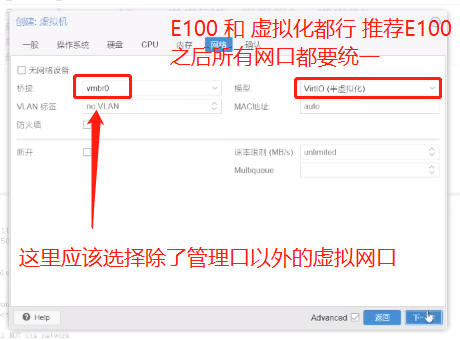 创建: 虚拟机
E100 和 虚拟化都行 推荐E100
一般 操作系统 硬盘 CPU 内存 网络 确认
之后所有网口都要统一
无网络设备
桥接: vmbr0 模型: VirtIO (半虚拟化)
VLAN 标签: no VLAN MAC地址: auto
防火墙:
断开: 速率限制 (MB/s): unlimited
Multiqueue:
这里应该选择除了管理口以外的虚拟网口
Help Advanced 返回 下一步